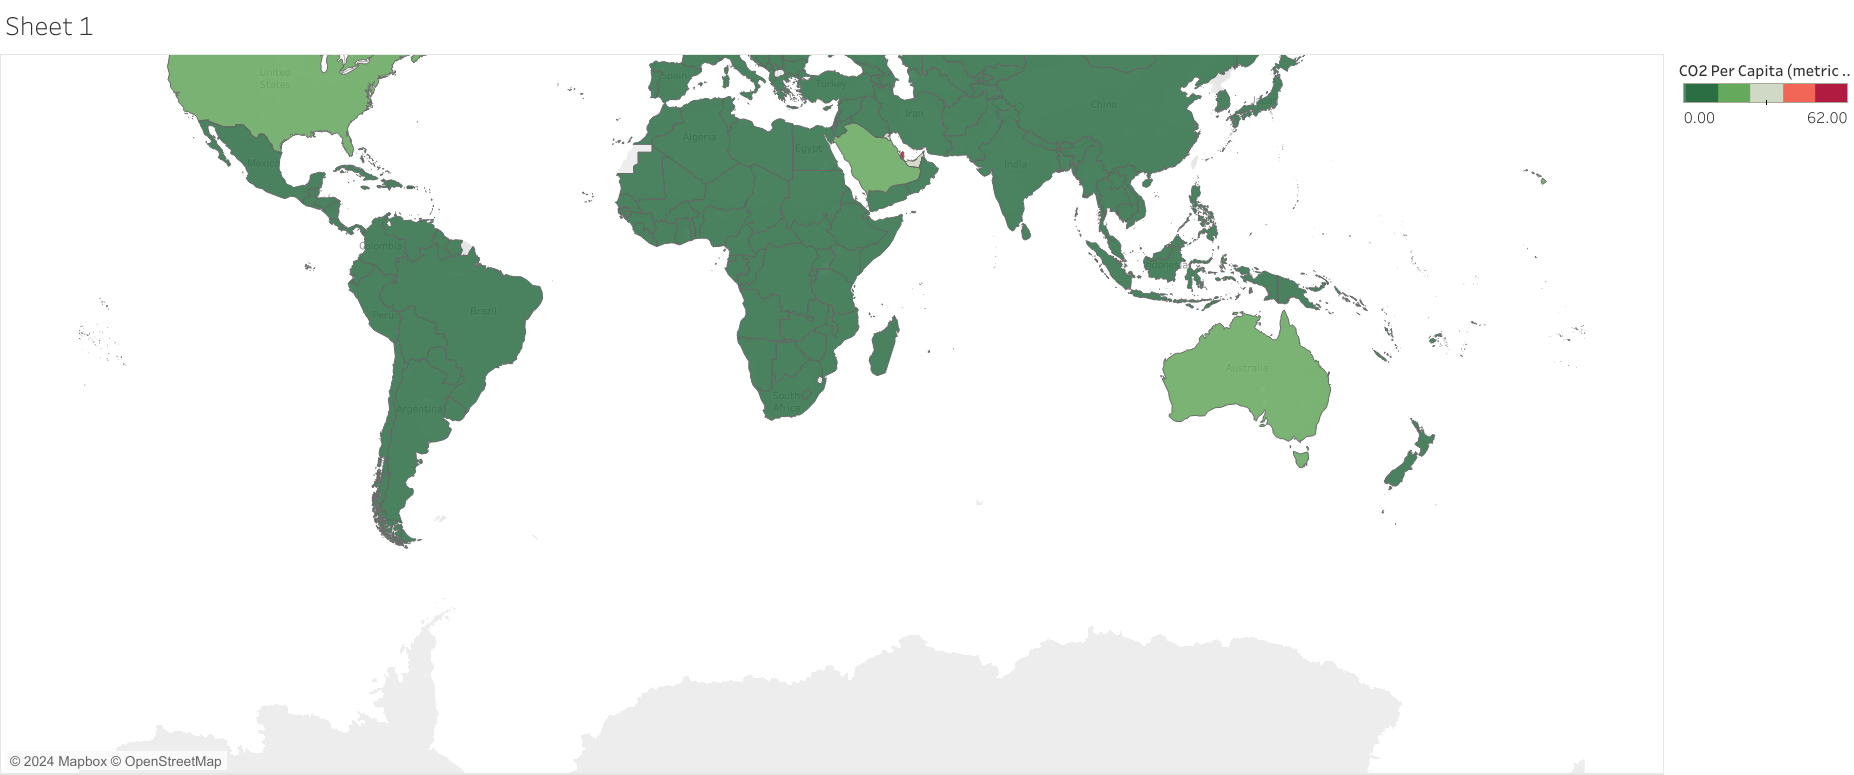 Sheet 1
CO2 Per Capita (metric ..
0.00
62.00
United
States
Spain
Turkey
China
Iran
Algeria
Egypt
Mexico
India
Colombia
Indonesia
Peru
Brazil
Australia
Argentina
South
Africa
© 2024 Mapbox © OpenStreetMap